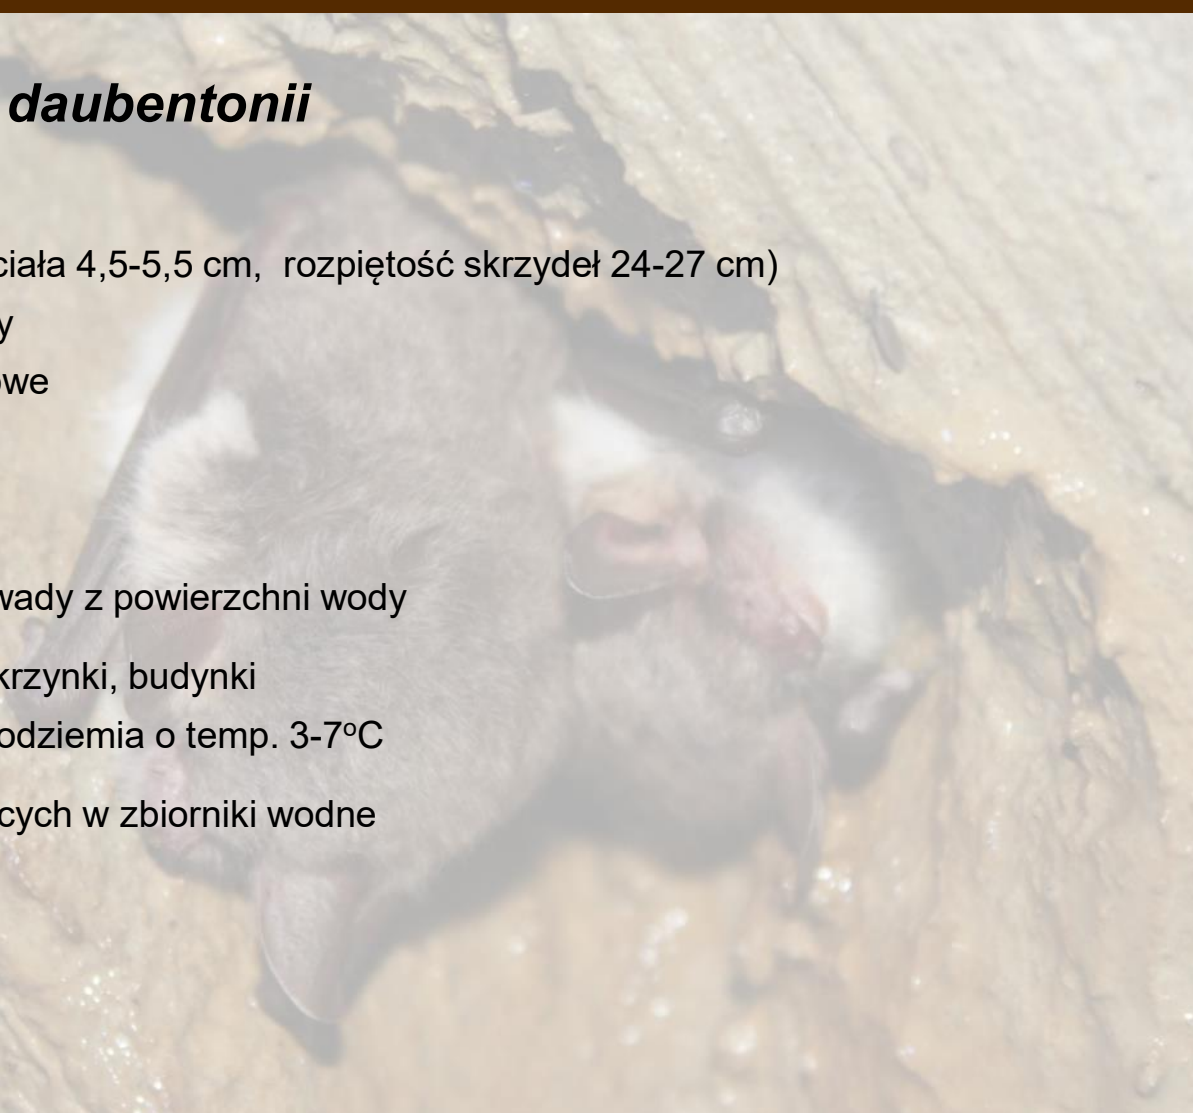 daubentonii
ciała 4,5-5,5 cm, rozpiętość skrzydeł 24-27 cm)
y
owe
wady z powierzchni wody
krzynki, budynki
odziemia o temp. 3-7°C
cych w zbiorniki wodne